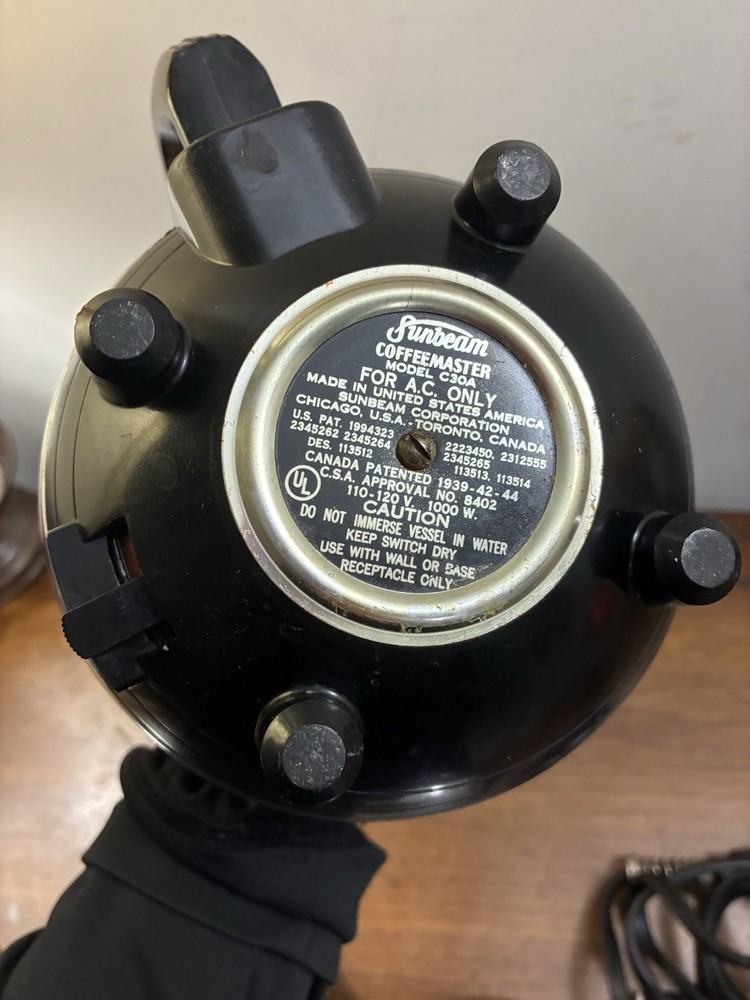 Sunbeam
COFFEEMASTER
MODEL C30A
FOR A.C. ONLY
MADE IN UNITED STATES AMERICA
SUNBEAM CORPORATION
CHICAGO, U.S.A. TORONTO, CANADA
U.S. PAT. 1994323 2223450, 2312555
2345262 2345264 2345265
DES. 113512 113513, 113514
CANADA PATENTED 1939-42-44
C.S.A. APPROVAL NO. 8402
UL 110-120 V. 1000 W.
CAUTION
DO NOT IMMERSE VESSEL IN WATER
KEEP SWITCH DRY
USE WITH WALL OR BASE
RECEPTACLE ONLY